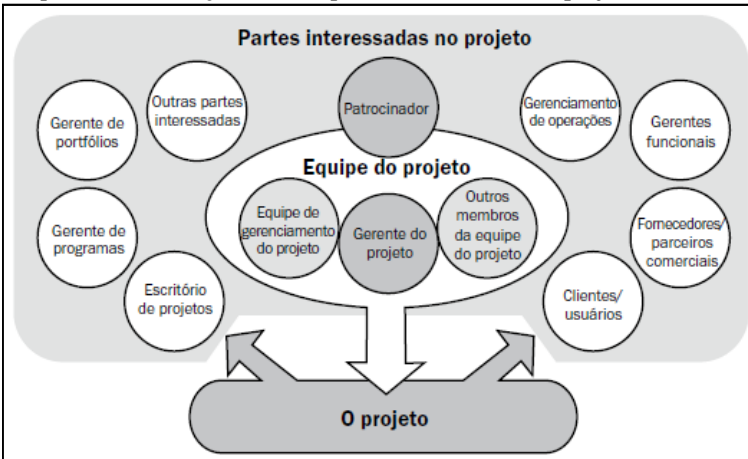 Partes interessadas no projeto
Outras partes
interessadas
Patrocinador
Gerenciamento
de operações
Gerente de
portfólios
Gerentes
funcionais
Equipe do projeto
Equipe de
gerenciamento
do projeto
Gerente do
projeto
Outros
membros
da equipe
do projeto
Gerente de
programas
Fornecedores/
parceiros
comerciais
Escritório
de projetos
Clientes/
usuários
O projeto